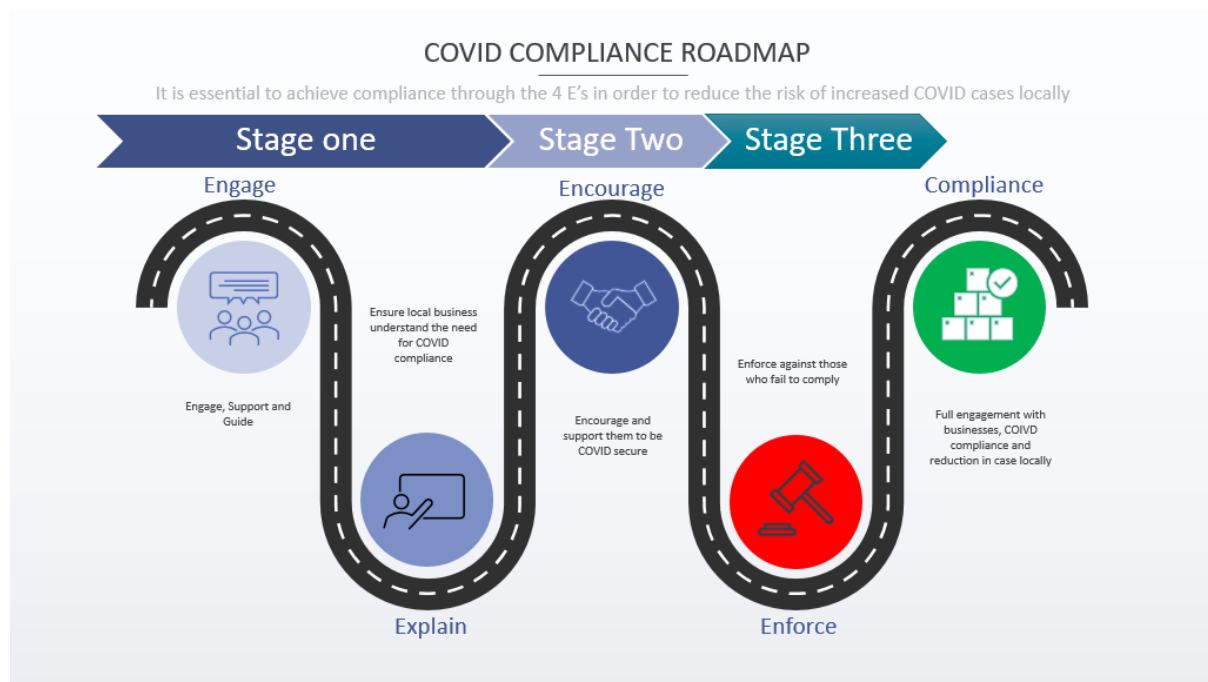 COVID COMPLIANCE ROADMAP
It is essential to achieve compliance through the 4 E's in order to reduce the risk of increased COVID cases locally
Stage one
Stage Two
Stage Three
Engage
Encourage
Compliance
Ensure local business
understand the need
for COVID
compliance
Enforce against those
who fail to comply
Engage, Support and
Guide
Encourage and
support them to be
COVID secure
Full engagement with
businesses, COIVD
compliance and
reduction in case locally
Explain
Enforce